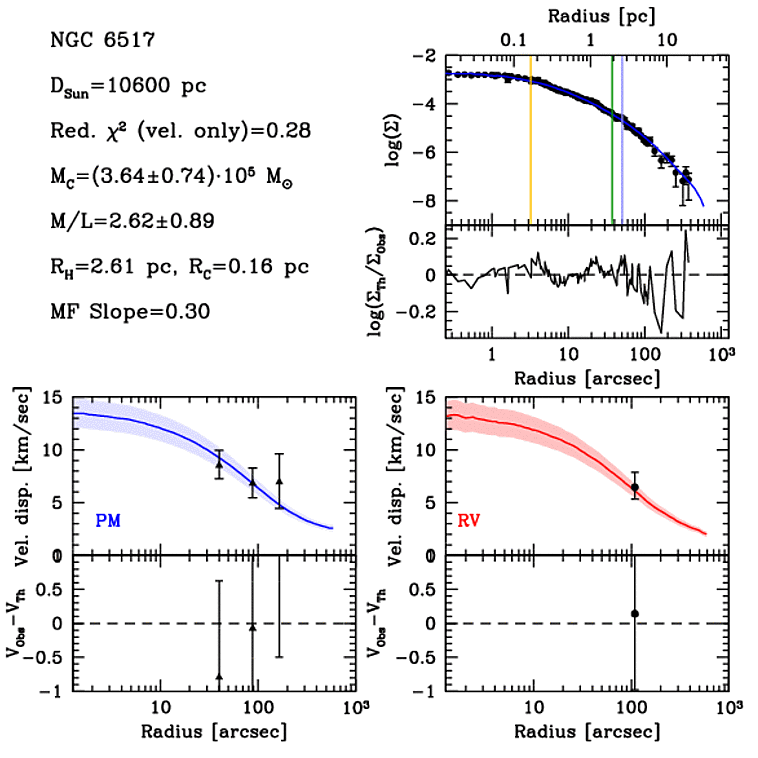 NGC 6517
D_Sun=10600 pc
Red. χ² (vel. only)=0.28
M_C=(3.64±0.74)·10⁵ M_⊙
M/L=2.62±0.89
R_H=2.61 pc, R_C=0.16 pc
MF Slope=0.30
Radius [pc]
0.1 1 10
log(Σ)
−2
−4
−6
−8
log(Σ_Th/Σ_Obs)
0.2
0
−0.2
1 10 100 10³
Radius [arcsec]
Vel. disp. [km/sec]
15
10
5
0
PM
V_Obs−V_Th
0.5
0
−0.5
−1
10 100 10³
Radius [arcsec]
Vel. disp. [km/sec]
15
10
5
0
RV
V_Obs−V_Th
0.5
0
−0.5
−1
10 100 10³
Radius [arcsec]